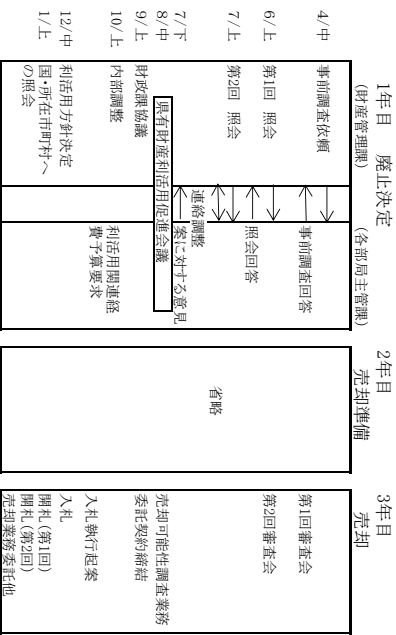 1年目　廃止決定
(財産管理課)
(各部局主管課)
4/中
事前調査依頼
事前調査回答
6/上
第1回 照会
照会回答
7/上
第2回 照会
連絡調整
7/下
案に対する意見
8/中
県有財産利活用促進会議
9/上
財政課協議
10/上
内部調整
利活用関連経
費予算要求
12/中
利活用方針決定
1/上
国・所在市町村へ
の照会
2年目
売却準備
省略
3年目
売却
第1回審査会
第2回審査会
売却可能性調査業務
委託契約締結
入札執行起案
入札
開札(第1回)
開札(第2回)
売却業務委託他